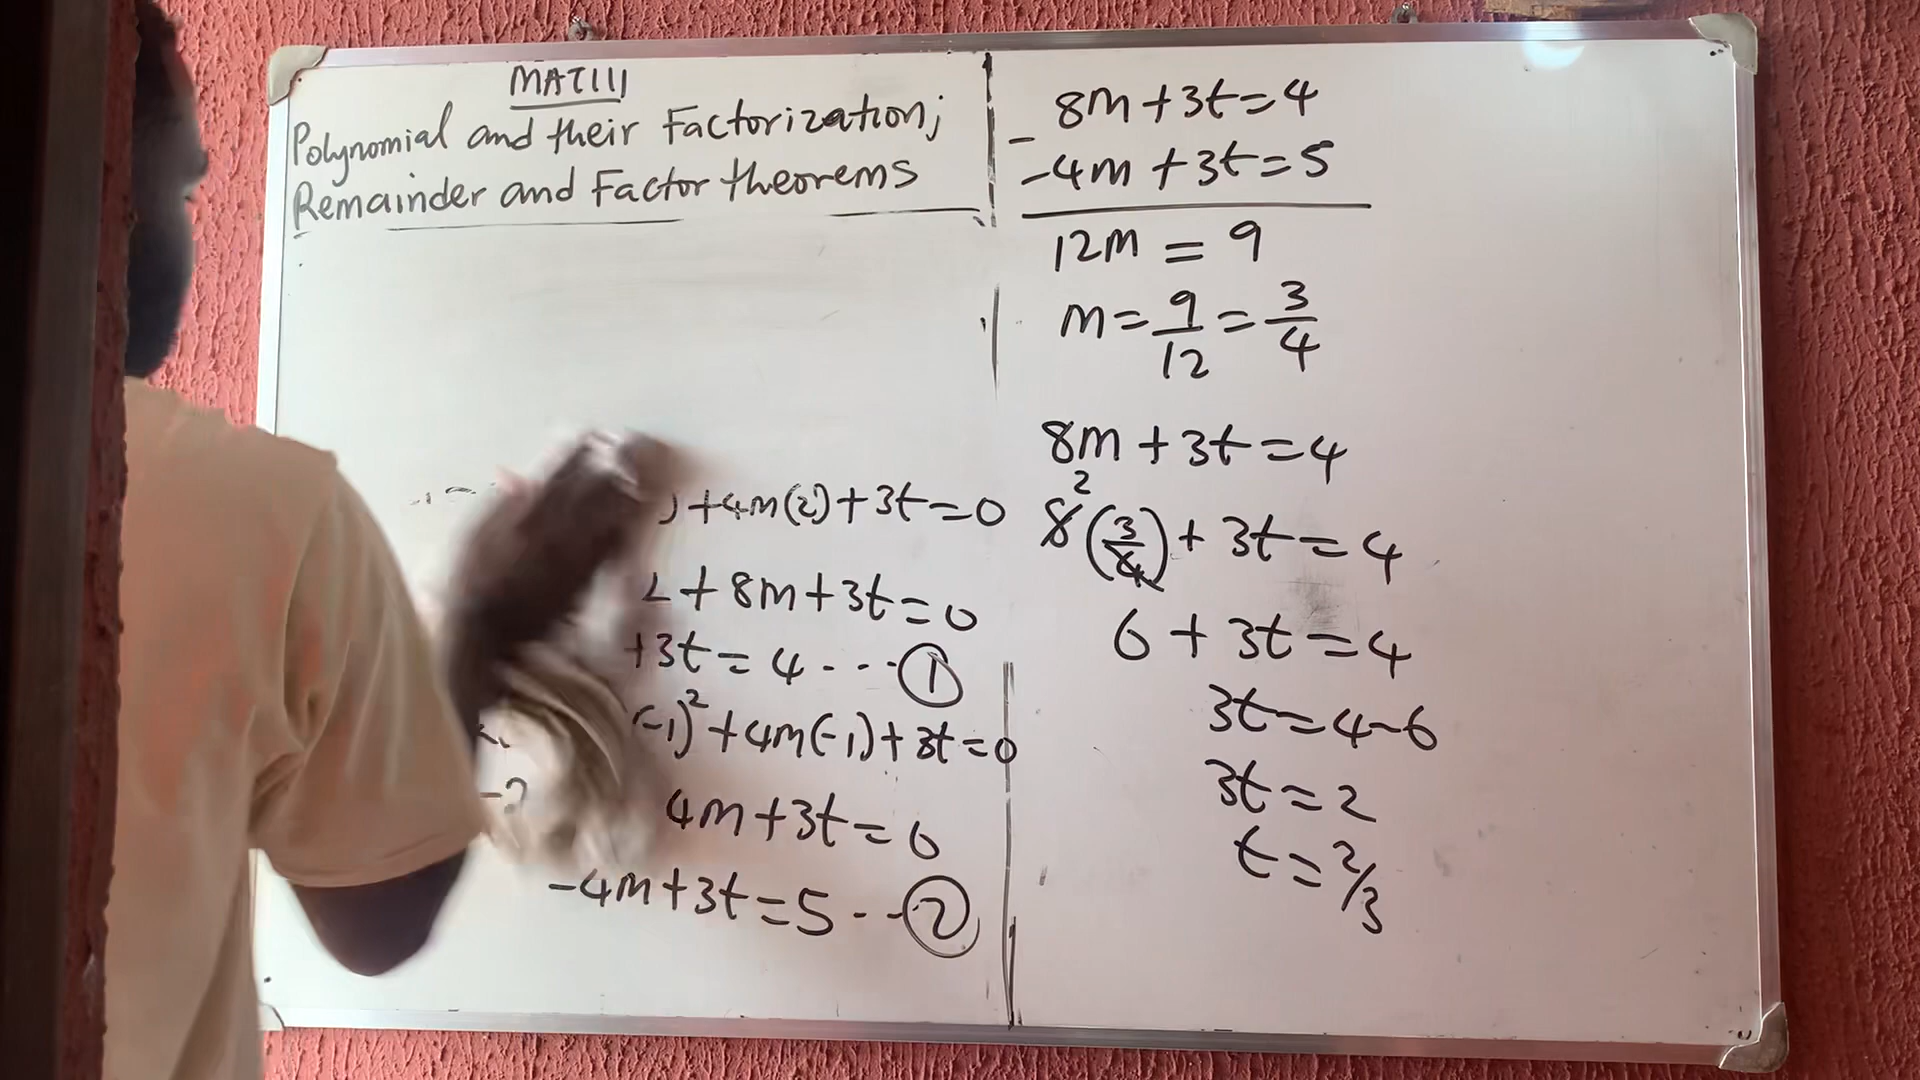 MAT111
Polynomial and their Factorization;
Remainder and Factor theorems
) +4m(2) + 3t = 0
+ 8m + 3t = 0
+3t = 4 - - - ①
(-1)² + 4m(-1) + 3t = 0
4m + 3t = 0
-4m + 3t = 5 - - ②
8m + 3t = 4
- -4m + 3t = 5
12m = 9
m = 9/12 = 3/4
8m + 3t = 4
2
8(3/4) + 3t = 4
6 + 3t = 4
3t = 4 - 6
3t = 2
t = 2/3